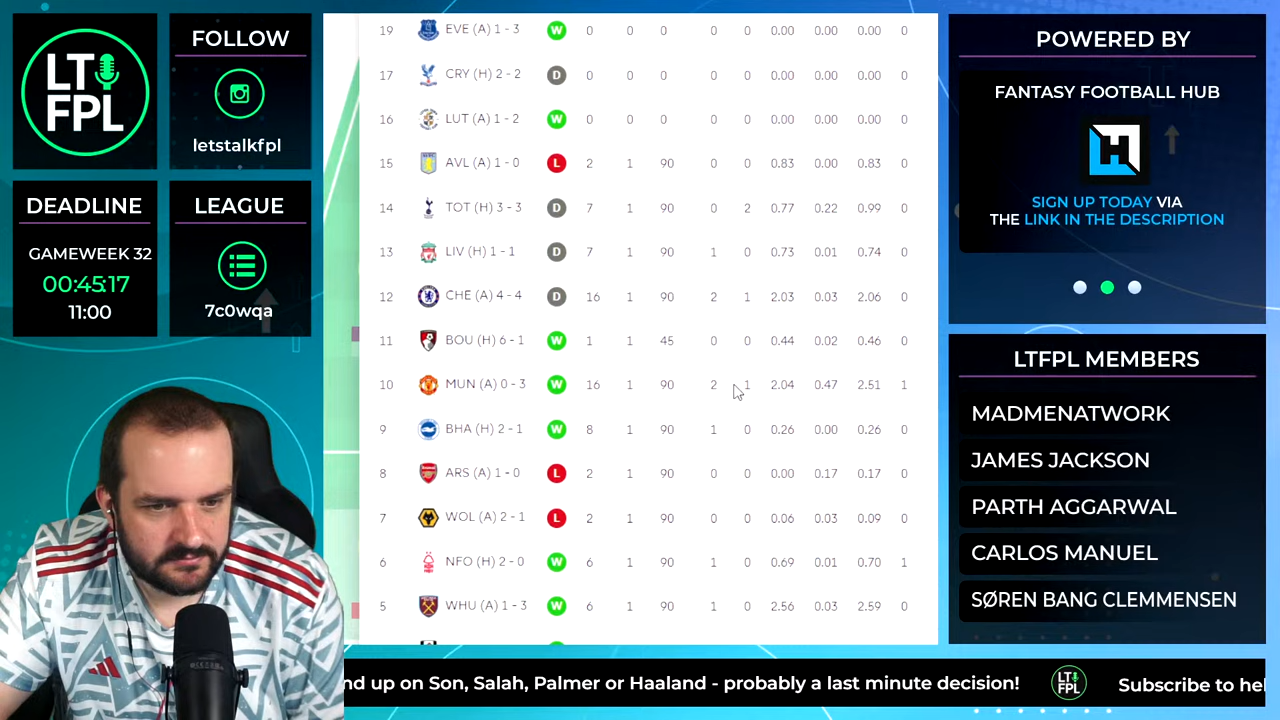 LT
FPL
FOLLOW
letstalkfpl
DEADLINE
GAMEWEEK 32
00:45:17
11:00
LEAGUE
7c0wqa
19 EVE (A) 1 - 3 W 0 0 0 0 0 0.00 0.00 0.00 0
17 CRY (H) 2 - 2 D 0 0 0 0 0 0.00 0.00 0.00 0
16 LUT (A) 1 - 2 W 0 0 0 0 0 0.00 0.00 0.00 0
15 AVL (A) 1 - 0 L 2 1 90 0 0 0.83 0.00 0.83 0
14 TOT (H) 3 - 3 D 7 1 90 0 2 0.77 0.22 0.99 0
13 LIV (H) 1 - 1 D 7 1 90 1 0 0.73 0.01 0.74 0
12 CHE (A) 4 - 4 D 16 1 90 2 1 2.03 0.03 2.06 0
11 BOU (H) 6 - 1 W 1 1 45 0 0 0.44 0.02 0.46 0
10 MUN (A) 0 - 3 W 16 1 90 2 1 2.04 0.47 2.51 1
9 BHA (H) 2 - 1 W 8 1 90 1 0 0.26 0.00 0.26 0
8 ARS (A) 1 - 0 L 2 1 90 0 0 0.00 0.17 0.17 0
7 WOL (A) 2 - 1 L 2 1 90 0 0 0.06 0.03 0.09 0
6 NFO (H) 2 - 0 W 6 1 90 1 0 0.69 0.01 0.70 1
5 WHU (A) 1 - 3 W 6 1 90 1 0 2.56 0.03 2.59 0
POWERED BY
FANTASY FOOTBALL HUB
H
SIGN UP TODAY VIA
THE LINK IN THE DESCRIPTION
LTFPL MEMBERS
MADMENATWORK
JAMES JACKSON
PARTH AGGARWAL
CARLOS MANUEL
SØREN BANG CLEMMENSEN
nd up on Son, Salah, Palmer or Haaland - probably a last minute decision! LT FPL Subscribe to hel